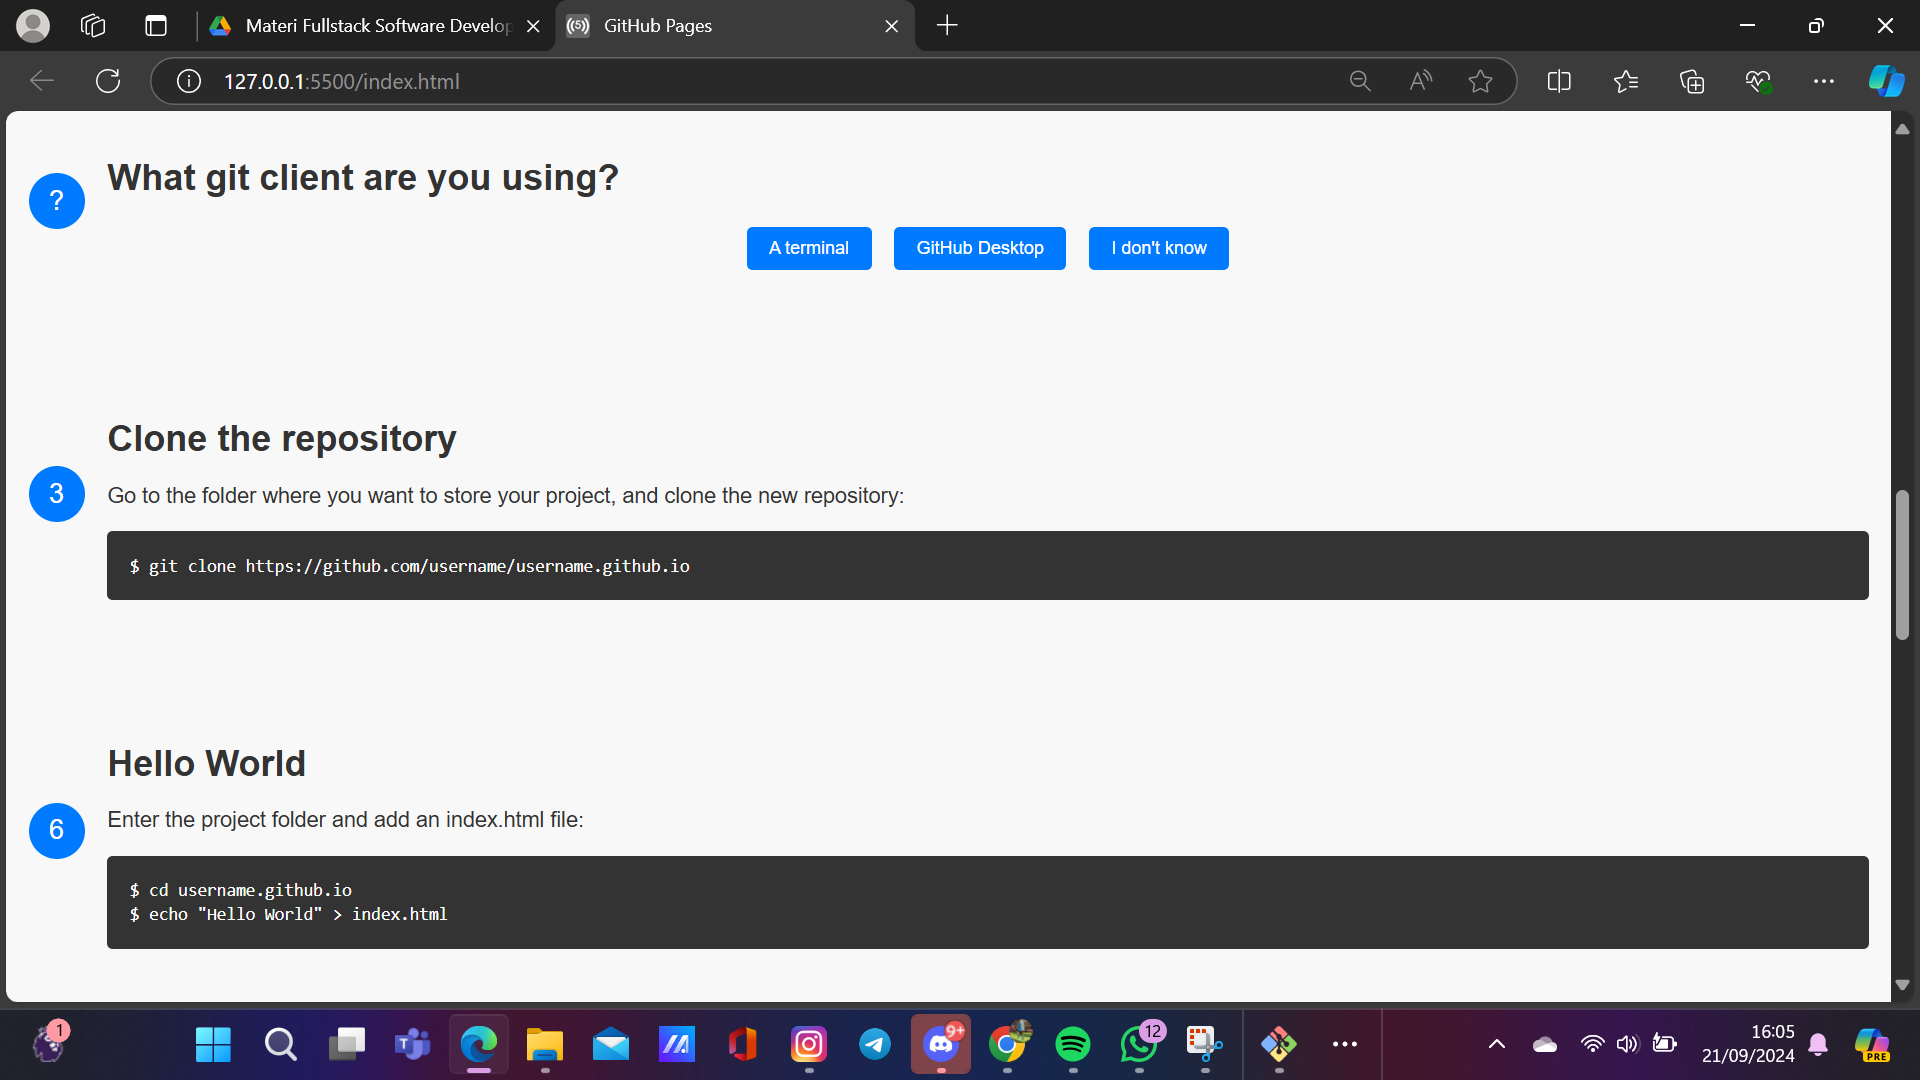 Materi Fullstack Software Develop
GitHub Pages
127.0.0.1:5500/index.html
?
What git client are you using?
A terminal
GitHub Desktop
I don't know
Clone the repository
3
Go to the folder where you want to store your project, and clone the new repository:
$ git clone https://github.com/username/username.github.io
Hello World
6
Enter the project folder and add an index.html file:
$ cd username.github.io
$ echo "Hello World" > index.html
1
9+
12
16:05
21/09/2024
PRE